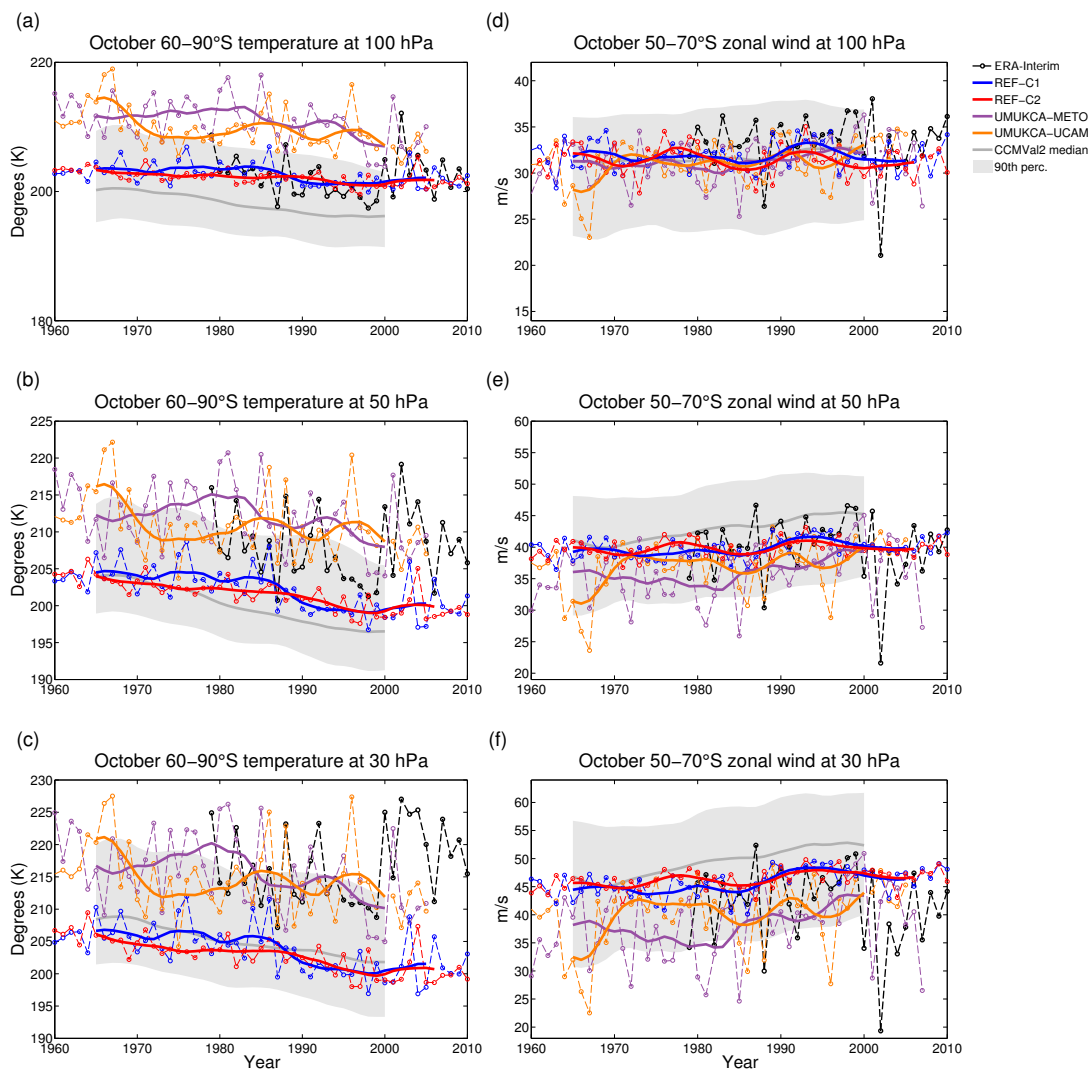 (a)
October 60−90°S temperature at 100 hPa
Degrees (K)
220
200
180
1960 1970 1980 1990 2000 2010
(d)
October 50−70°S zonal wind at 100 hPa
m/s
40
35
30
25
20
15
1960 1970 1980 1990 2000 2010
ERA-Interim
REF−C1
REF−C2
UMUKCA−METO
UMUKCA−UCAM
CCMVal2 median
90th perc.
(b)
October 60−90°S temperature at 50 hPa
Degrees (K)
225
220
215
210
205
200
195
190
1960 1970 1980 1990 2000 2010
(e)
October 50−70°S zonal wind at 50 hPa
m/s
60
55
50
45
40
35
30
25
20
1960 1970 1980 1990 2000 2010
(c)
October 60−90°S temperature at 30 hPa
Degrees (K)
230
225
220
215
210
205
200
195
190
1960 1970 1980 1990 2000 2010
Year
(f)
October 50−70°S zonal wind at 30 hPa
m/s
60
55
50
45
40
35
30
25
20
1960 1970 1980 1990 2000 2010
Year